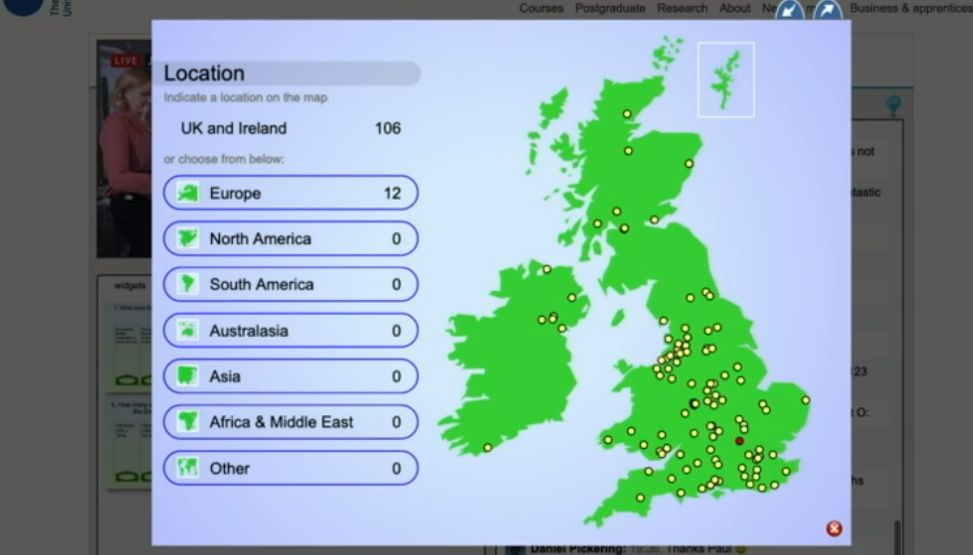 The
Uni
Courses Postgraduate Research About Business & apprentices
LIVE
Location
Indicate a location on the map
UK and Ireland 106
or choose from below:
Europe 12
North America 0
South America 0
Australasia 0
Asia 0
Africa & Middle East 0
Other 0
widgets
s not
tastic
23
t O:
hs
Daniel Pickering: 19:36. Thanks Paul